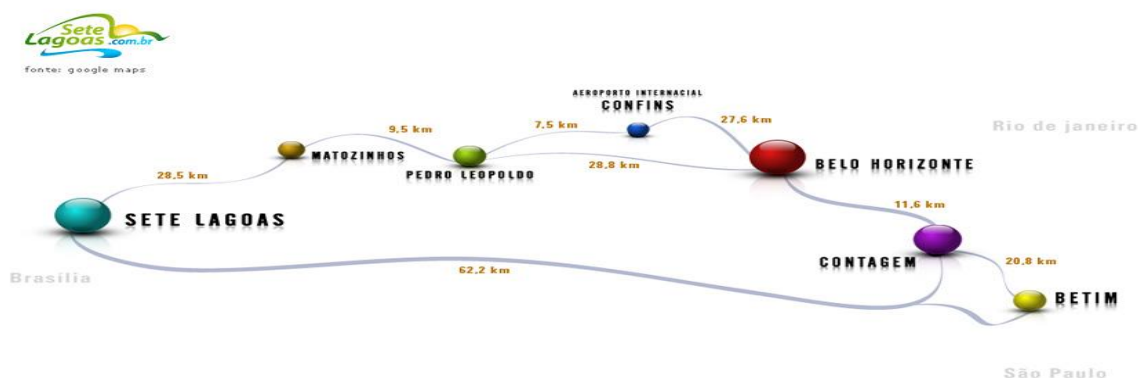 Sete
Lagoas.com.br
fonte: google maps
AEROPORTO INTERNACIAL
CONFINS
9,5 km
7,5 km
27,6 km
Rio de janeiro
MATOZINHOS
28,8 km
BELO HORIZONTE
28,5 km
PEDRO LEOPOLDO
11,6 km
SETE LAGOAS
CONTAGEM
20,8 km
62,2 km
Brasília
BETIM
São Paulo